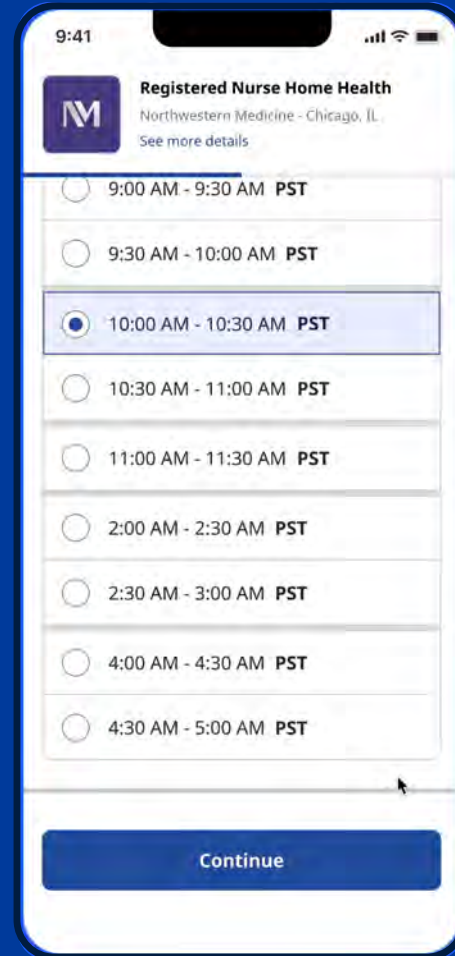 9:41
NM
Registered Nurse Home Health
Northwestern Medicine - Chicago, IL
See more details
9:00 AM - 9:30 AM PST
9:30 AM - 10:00 AM PST
10:00 AM - 10:30 AM PST
10:30 AM - 11:00 AM PST
11:00 AM - 11:30 AM PST
2:00 AM - 2:30 AM PST
2:30 AM - 3:00 AM PST
4:00 AM - 4:30 AM PST
4:30 AM - 5:00 AM PST
Continue